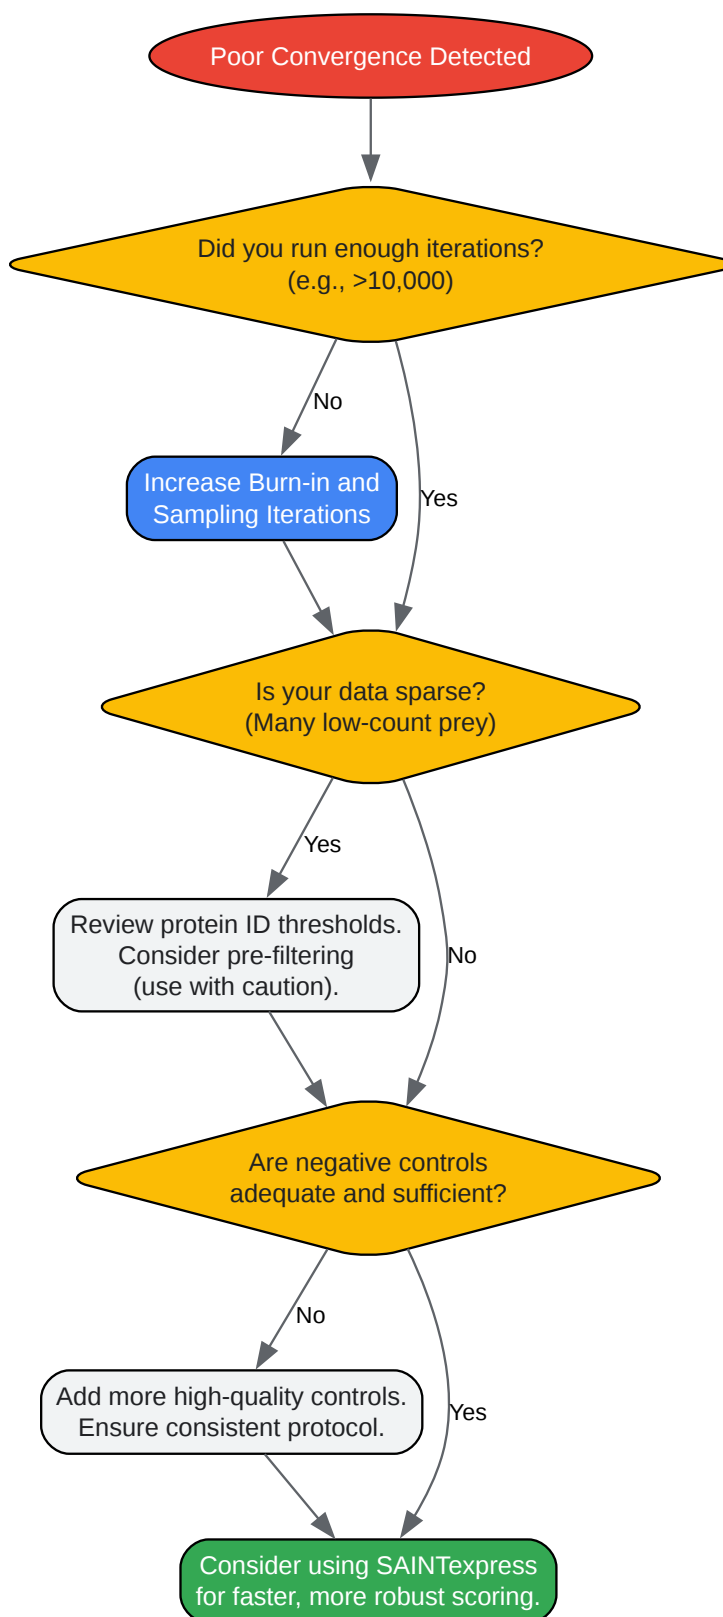 Poor Convergence Detected
Did you run enough iterations?
(e.g., >10,000)
No
Increase Burn-in and
Sampling Iterations
Yes
Is your data sparse?
(Many low-count prey)
Yes
Review protein ID thresholds.
Consider pre-filtering
(use with caution).
No
Are negative controls
adequate and sufficient?
No
Add more high-quality controls.
Ensure consistent protocol.
Yes
Consider using SAINTexpress
for faster, more robust scoring.